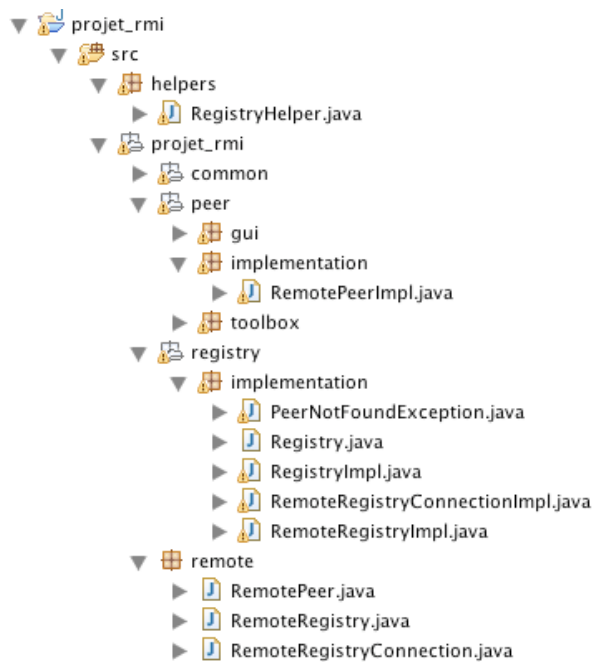 projet_rmi
src
helpers
RegistryHelper.java
projet_rmi
common
peer
gui
implementation
RemotePeerImpl.java
toolbox
registry
implementation
PeerNotFoundException.java
Registry.java
RegistryImpl.java
RemoteRegistryConnectionImpl.java
RemoteRegistryImpl.java
remote
RemotePeer.java
RemoteRegistry.java
RemoteRegistryConnection.java